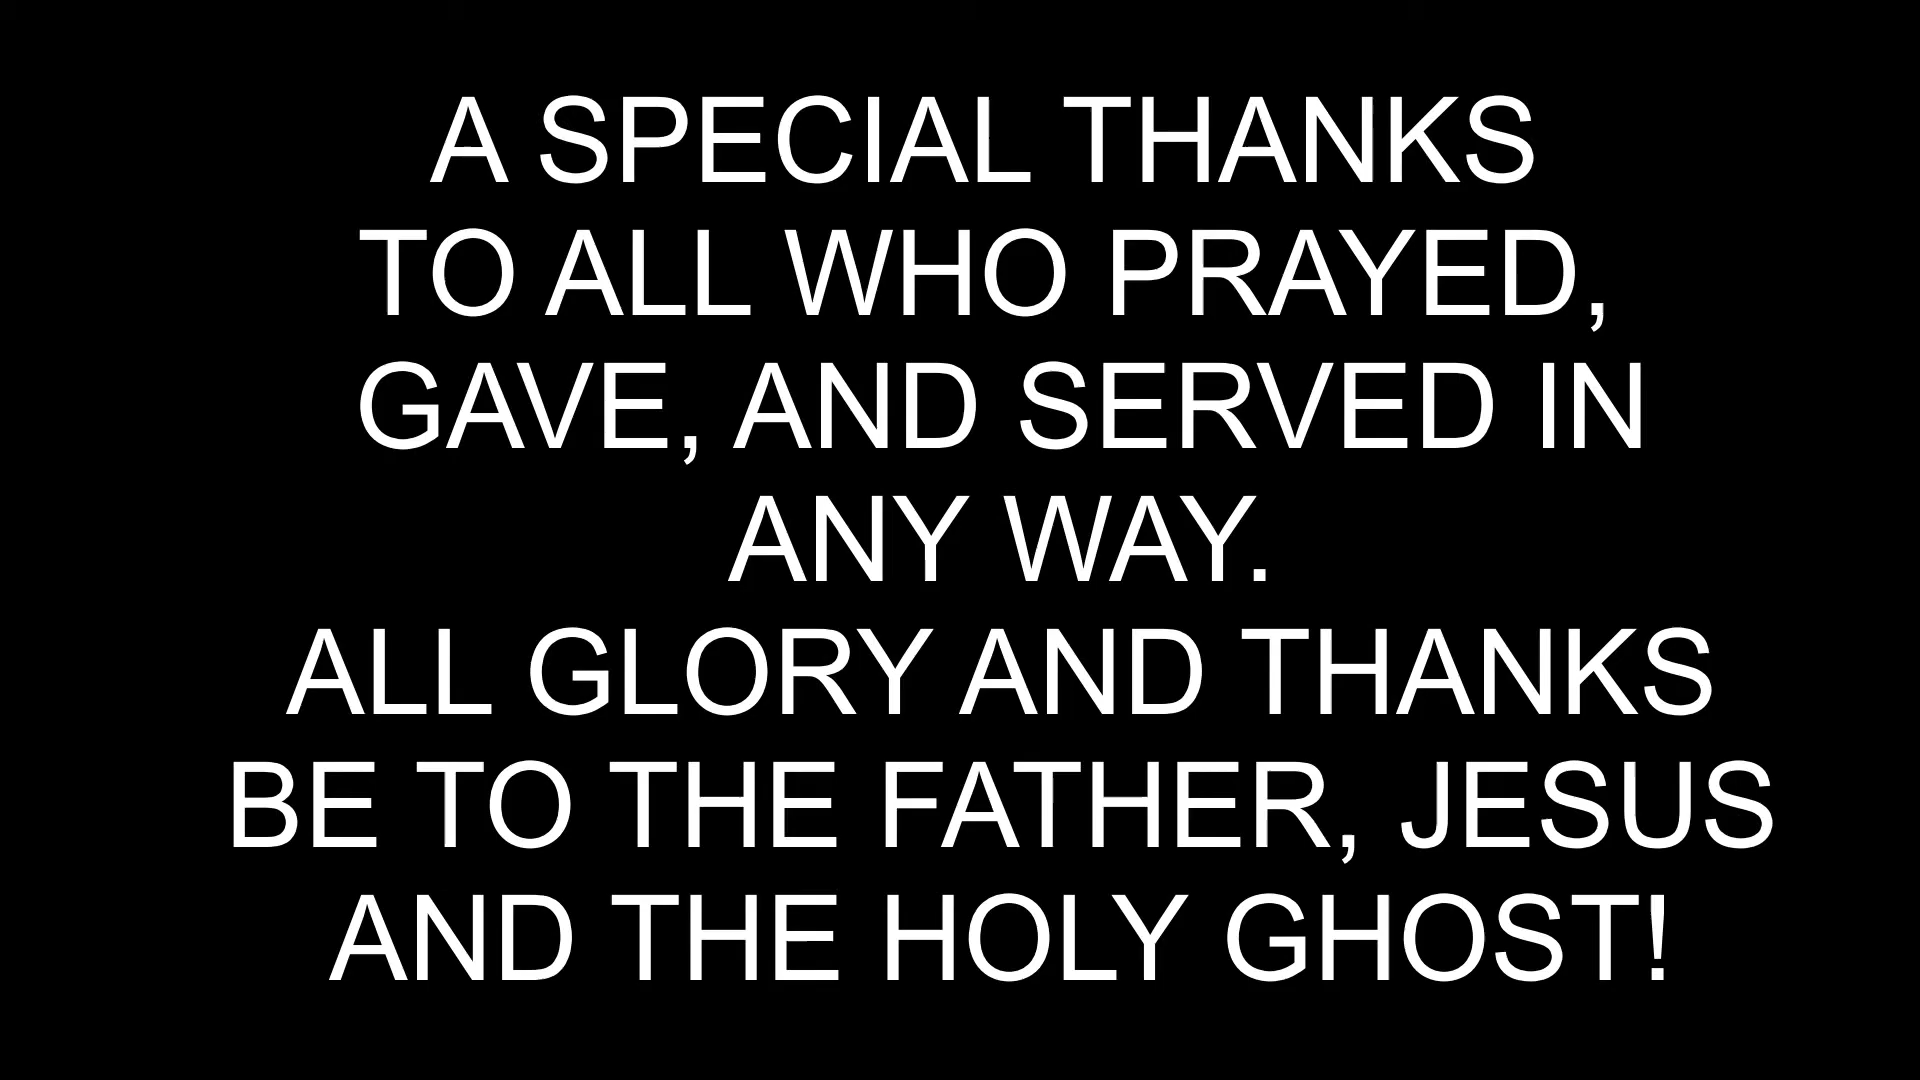 A SPECIAL THANKS
TO ALL WHO PRAYED,
GAVE, AND SERVED IN
ANY WAY.
ALL GLORY AND THANKS
BE TO THE FATHER, JESUS
AND THE HOLY GHOST!